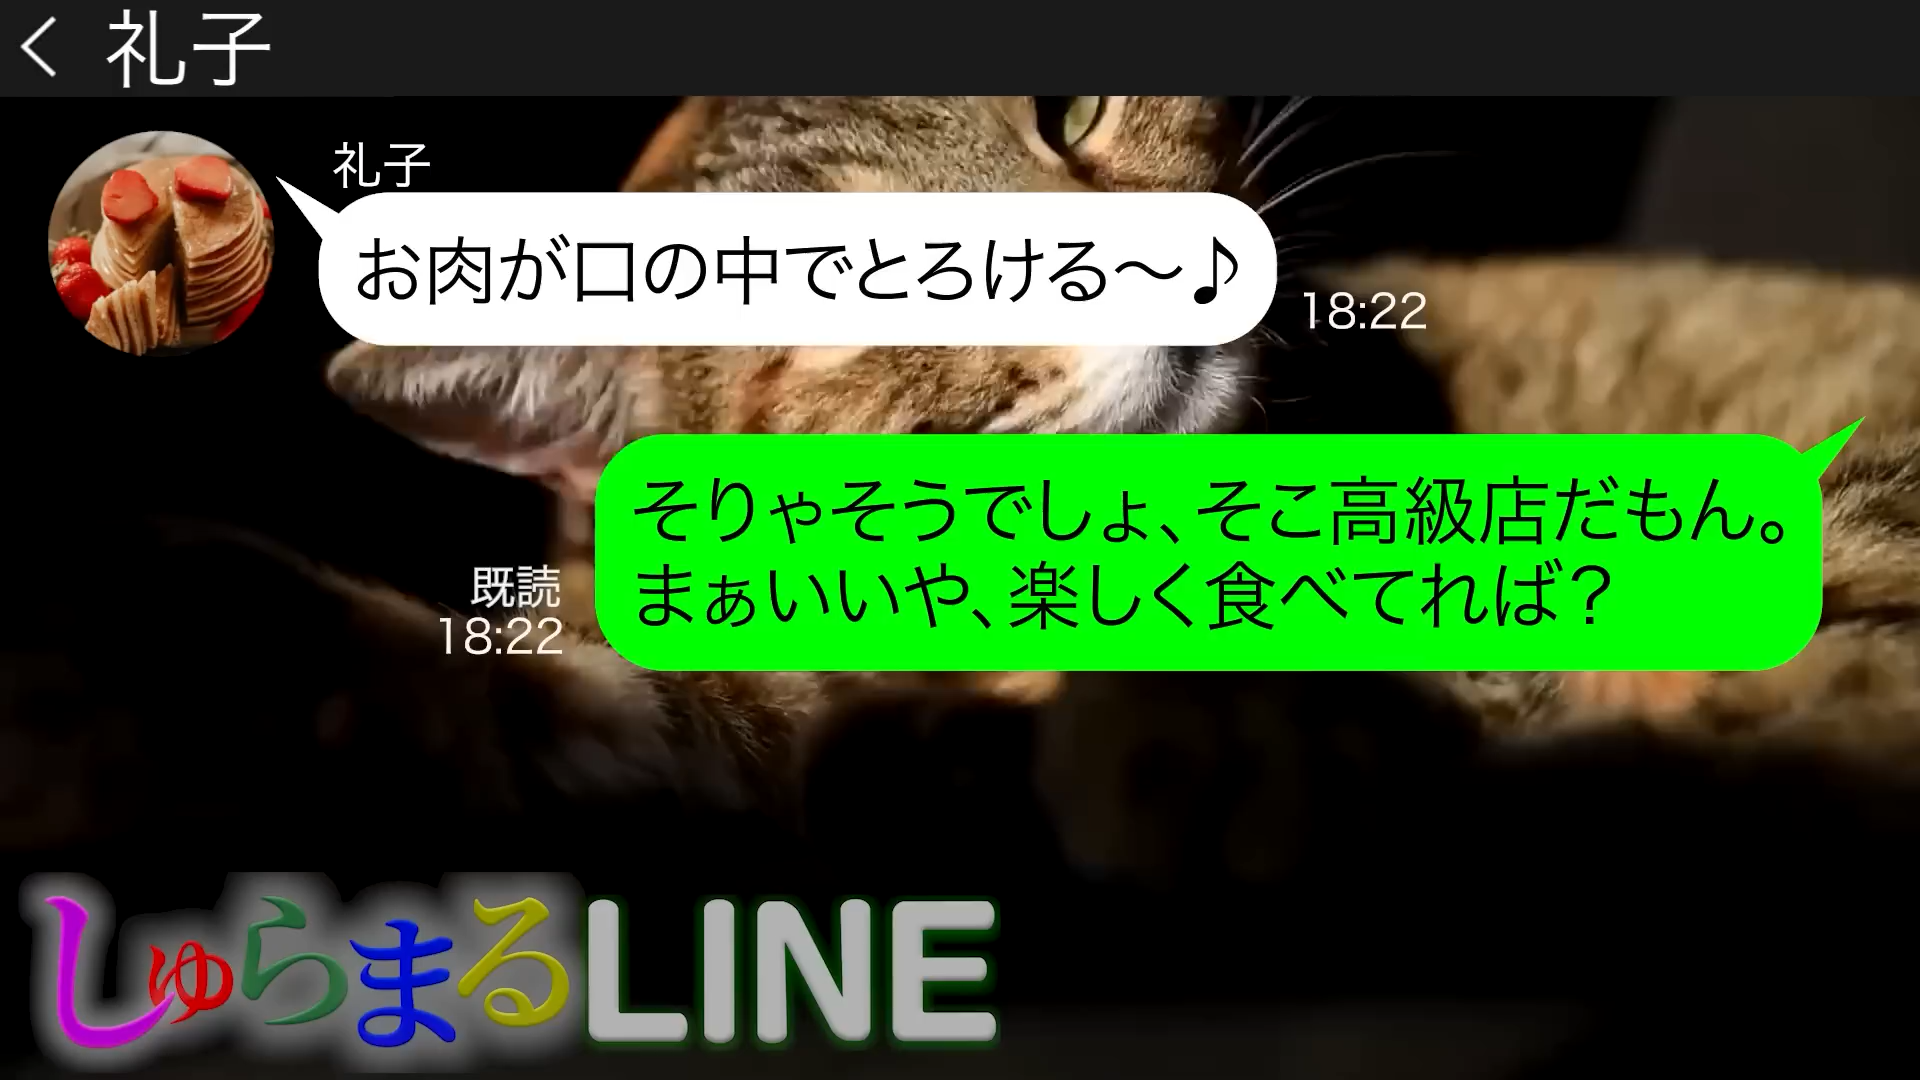 礼子
礼子
お肉が口の中でとろける〜♪
18:22
そりゃそうでしょ、そこ高級店だもん。
まぁいいや、楽しく食べてれば？
既読
18:22
しゅらまるLINE